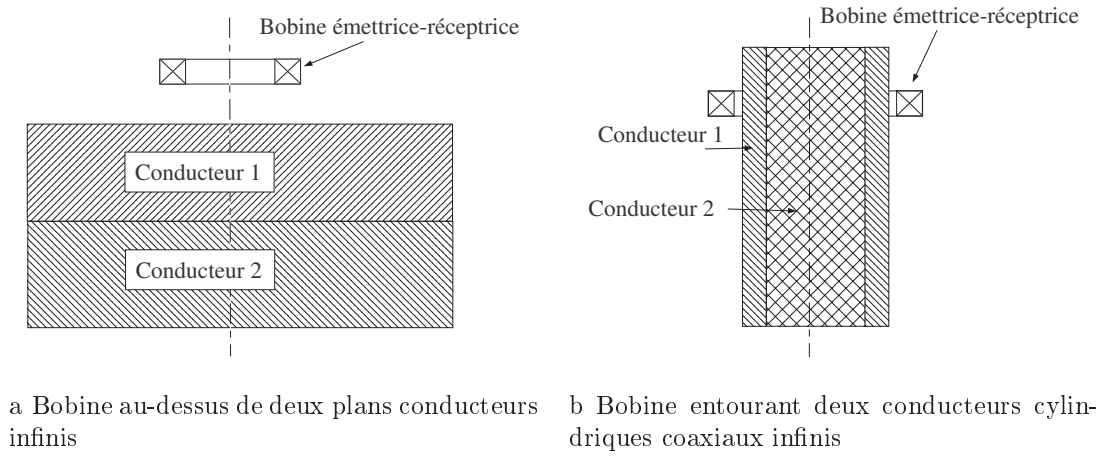 Bobine émettrice-réceptrice
Conducteur 1
Conducteur 2
Bobine émettrice-réceptrice
Conducteur 1
Conducteur 2
a Bobine au-dessus de deux plans conducteurs
infinis
b Bobine entourant deux conducteurs cylin-
driques coaxiaux infinis